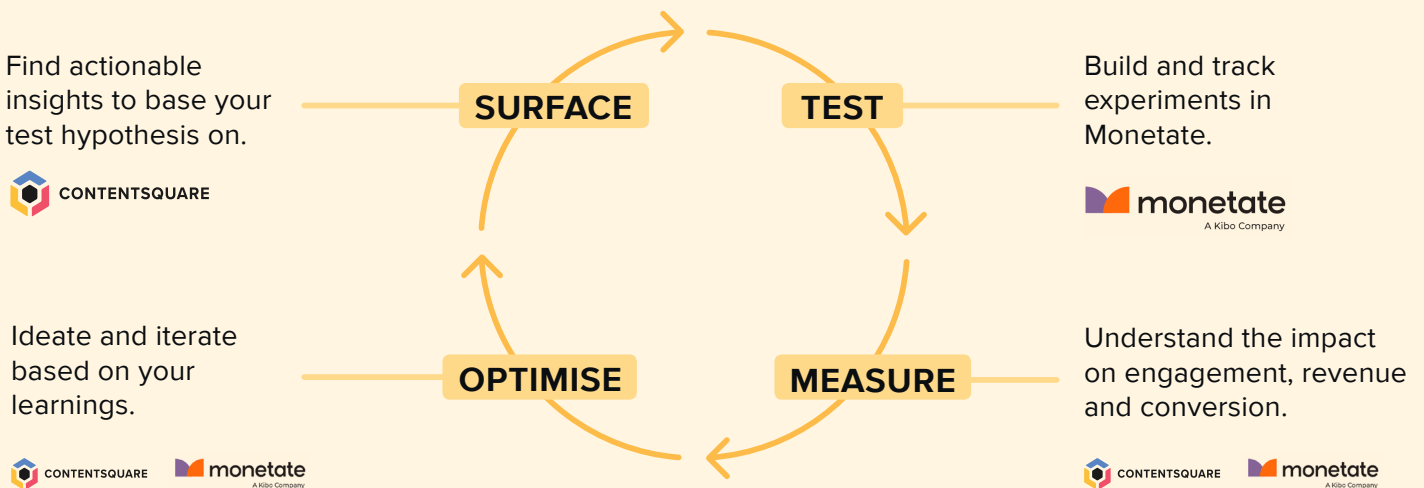 Find actionable
insights to base your
test hypothesis on.
CONTENTSQUARE
SURFACE
TEST
Build and track
experiments in
Monetate.
monetate
A Kibo Company
Ideate and iterate
based on your
learnings.
CONTENTSQUARE
monetate
A Kibo Company
OPTIMISE
MEASURE
Understand the impact
on engagement, revenue
and conversion.
CONTENTSQUARE
monetate
A Kibo Company